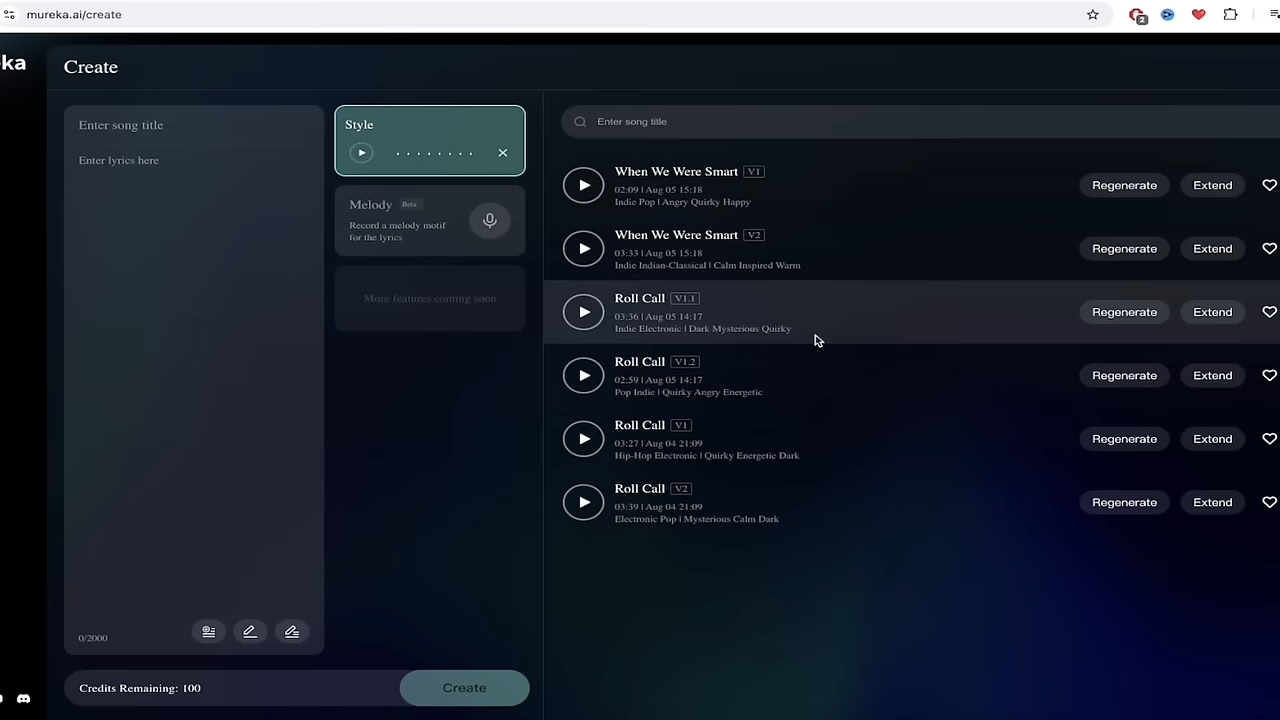 mureka.ai/create
2
ka
Create
Enter song title
Enter lyrics here
0/2000
Style
Melody Beta
Record a melody motif
for the lyrics
More features coming soon
Credits Remaining: 100
Create
Enter song title
When We Were Smart V1
02:09 | Aug 05 15:18
Indie Pop | Angry Quirky Happy
Regenerate Extend
When We Were Smart V2
03:33 | Aug 05 15:18
Indie Indian-Classical | Calm Inspired Warm
Regenerate Extend
Roll Call V1.1
03:36 | Aug 05 14:17
Indie Electronic | Dark Mysterious Quirky
Regenerate Extend
Roll Call V1.2
02:59 | Aug 05 14:17
Pop Indie | Quirky Angry Energetic
Regenerate Extend
Roll Call V1
03:27 | Aug 04 21:09
Hip-Hop Electronic | Quirky Energetic Dark
Regenerate Extend
Roll Call V2
03:39 | Aug 04 21:09
Electronic Pop | Mysterious Calm Dark
Regenerate Extend